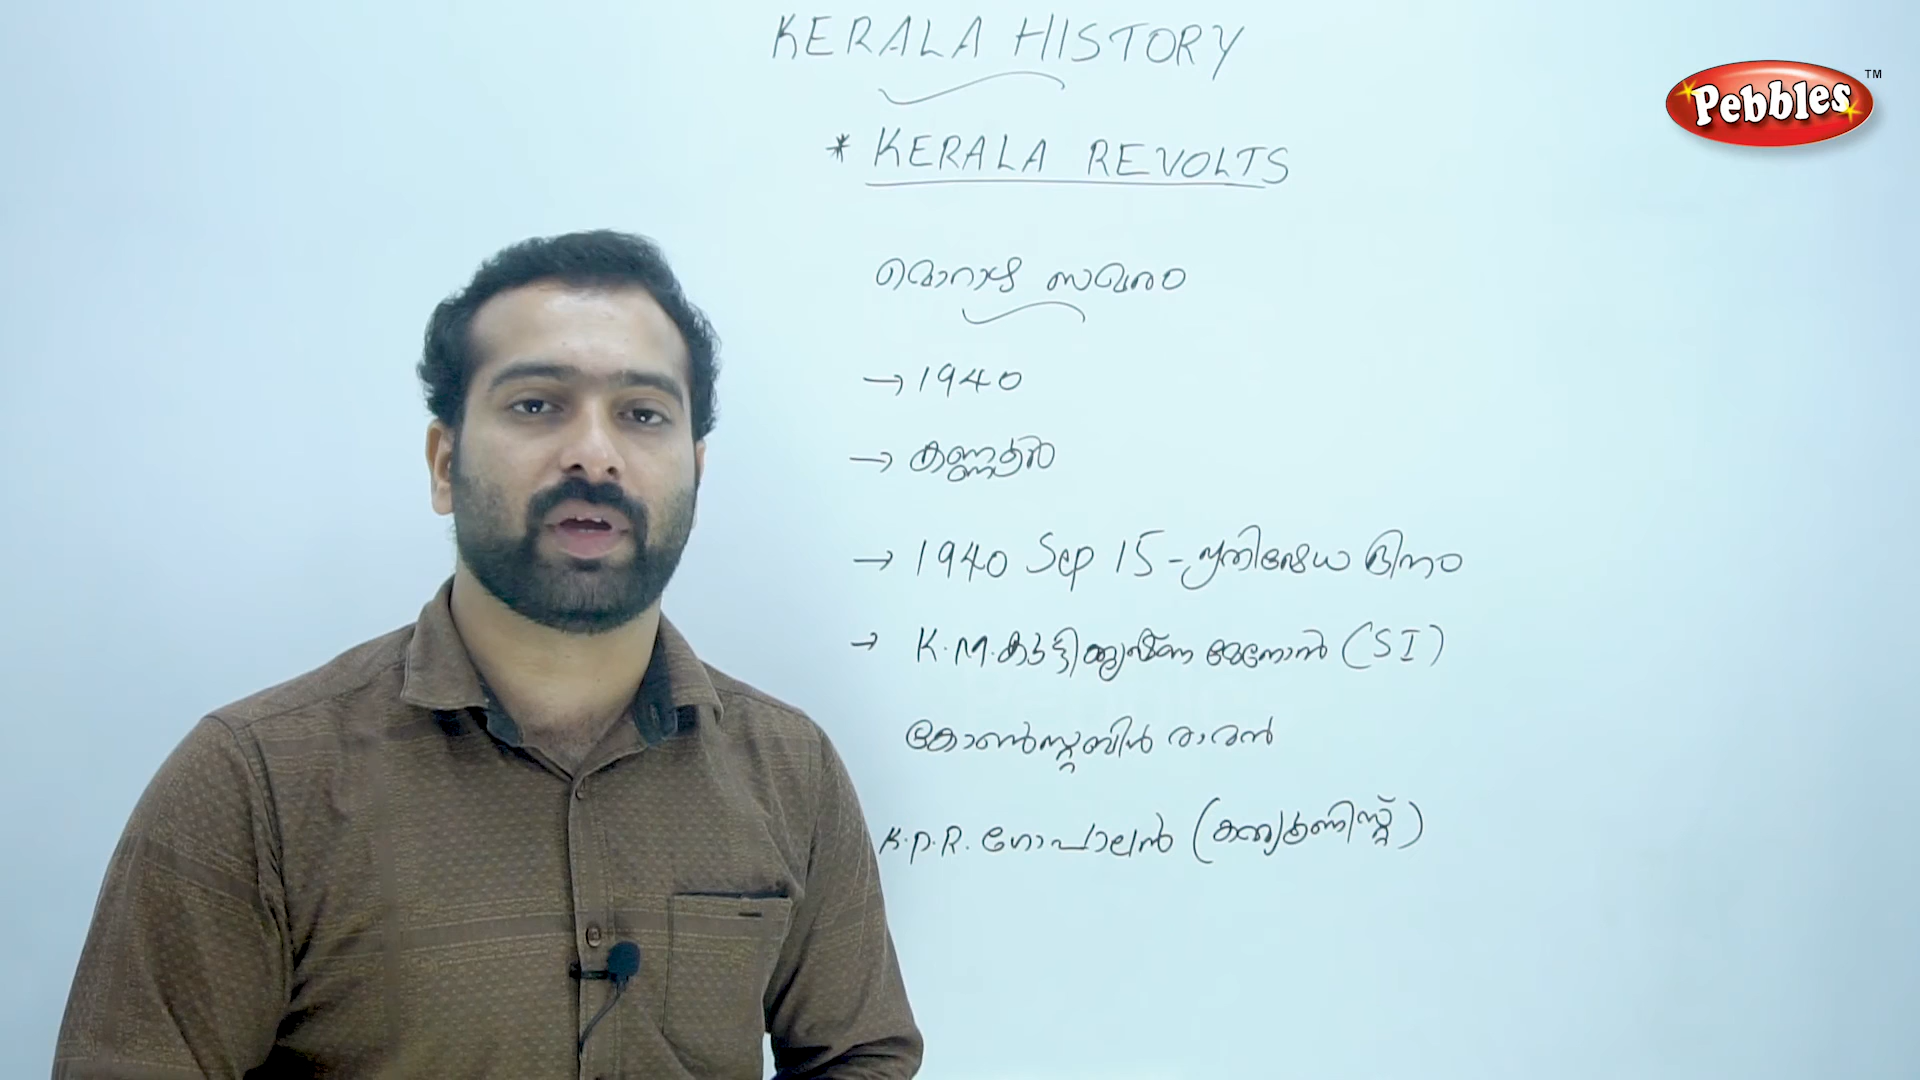 KERALA HISTORY
Pebbles TM
* KERALA REVOLTS
മൊറാഴ സമരം
→ 1940
→ കണ്ണൂർ
→ 1940 Sep 15 - പ്രതിഷേധ ദിനം
→ K.M. കുട്ടികൃഷ്ണ മേനോൻ (SI)
കോൺസ്റ്റബിൾ രാമൻ
K.P.R. ഗോപാലൻ (കമ്മ്യൂണിസ്റ്റ്)